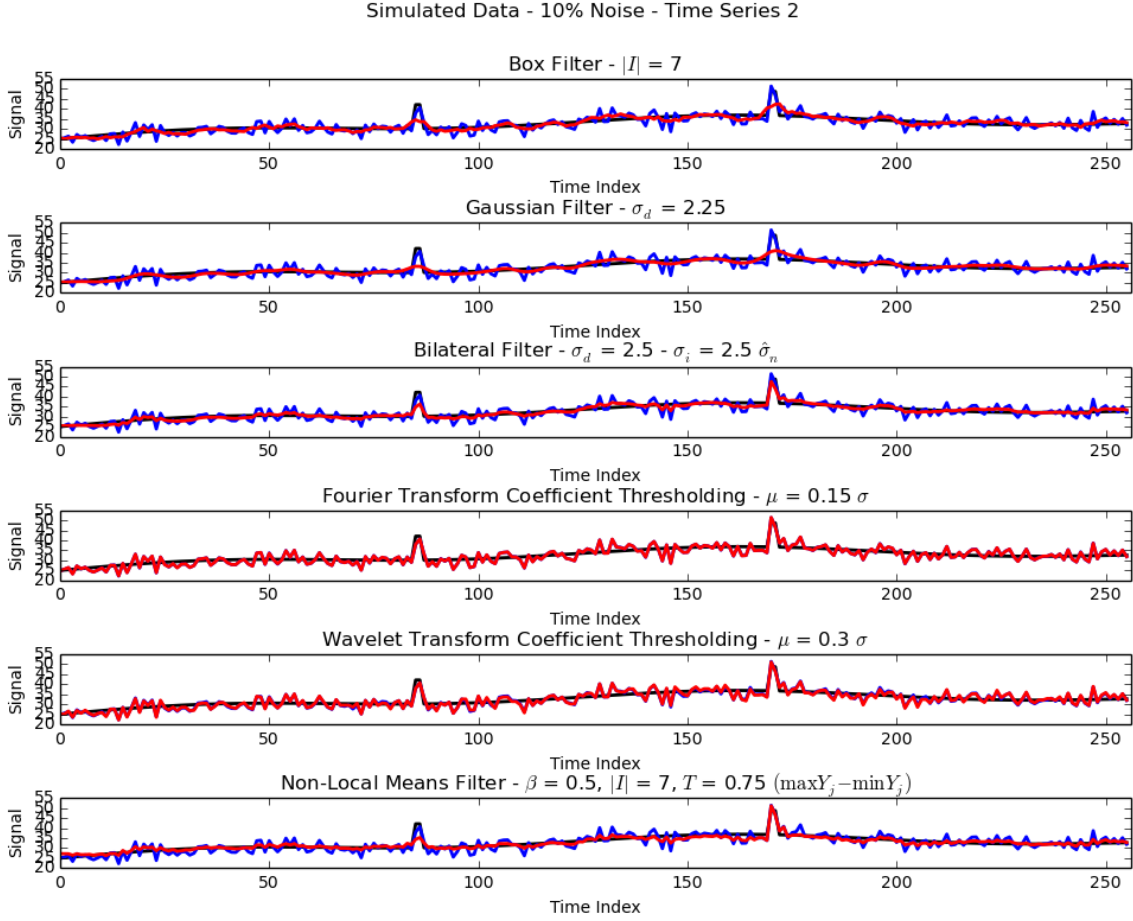 Simulated Data - 10% Noise - Time Series 2
Box Filter - |I| = 7
Signal
55
50
45
40
35
30
25
20
0 50 100 150 200 250
Time Index
Gaussian Filter - σ_d = 2.25
Signal
55
50
45
40
35
30
25
20
0 50 100 150 200 250
Time Index
Bilateral Filter - σ_d = 2.5 - σ_i = 2.5 σ̂_n
Signal
55
50
45
40
35
30
25
20
0 50 100 150 200 250
Time Index
Fourier Transform Coefficient Thresholding - μ = 0.15 σ
Signal
55
50
45
40
35
30
25
20
0 50 100 150 200 250
Time Index
Wavelet Transform Coefficient Thresholding - μ = 0.3 σ
Signal
55
50
45
40
35
30
25
20
0 50 100 150 200 250
Time Index
Non-Local Means Filter - β = 0.5, |I| = 7, T = 0.75 (maxY_j−minY_j)
Signal
55
50
45
40
35
30
25
20
0 50 100 150 200 250
Time Index